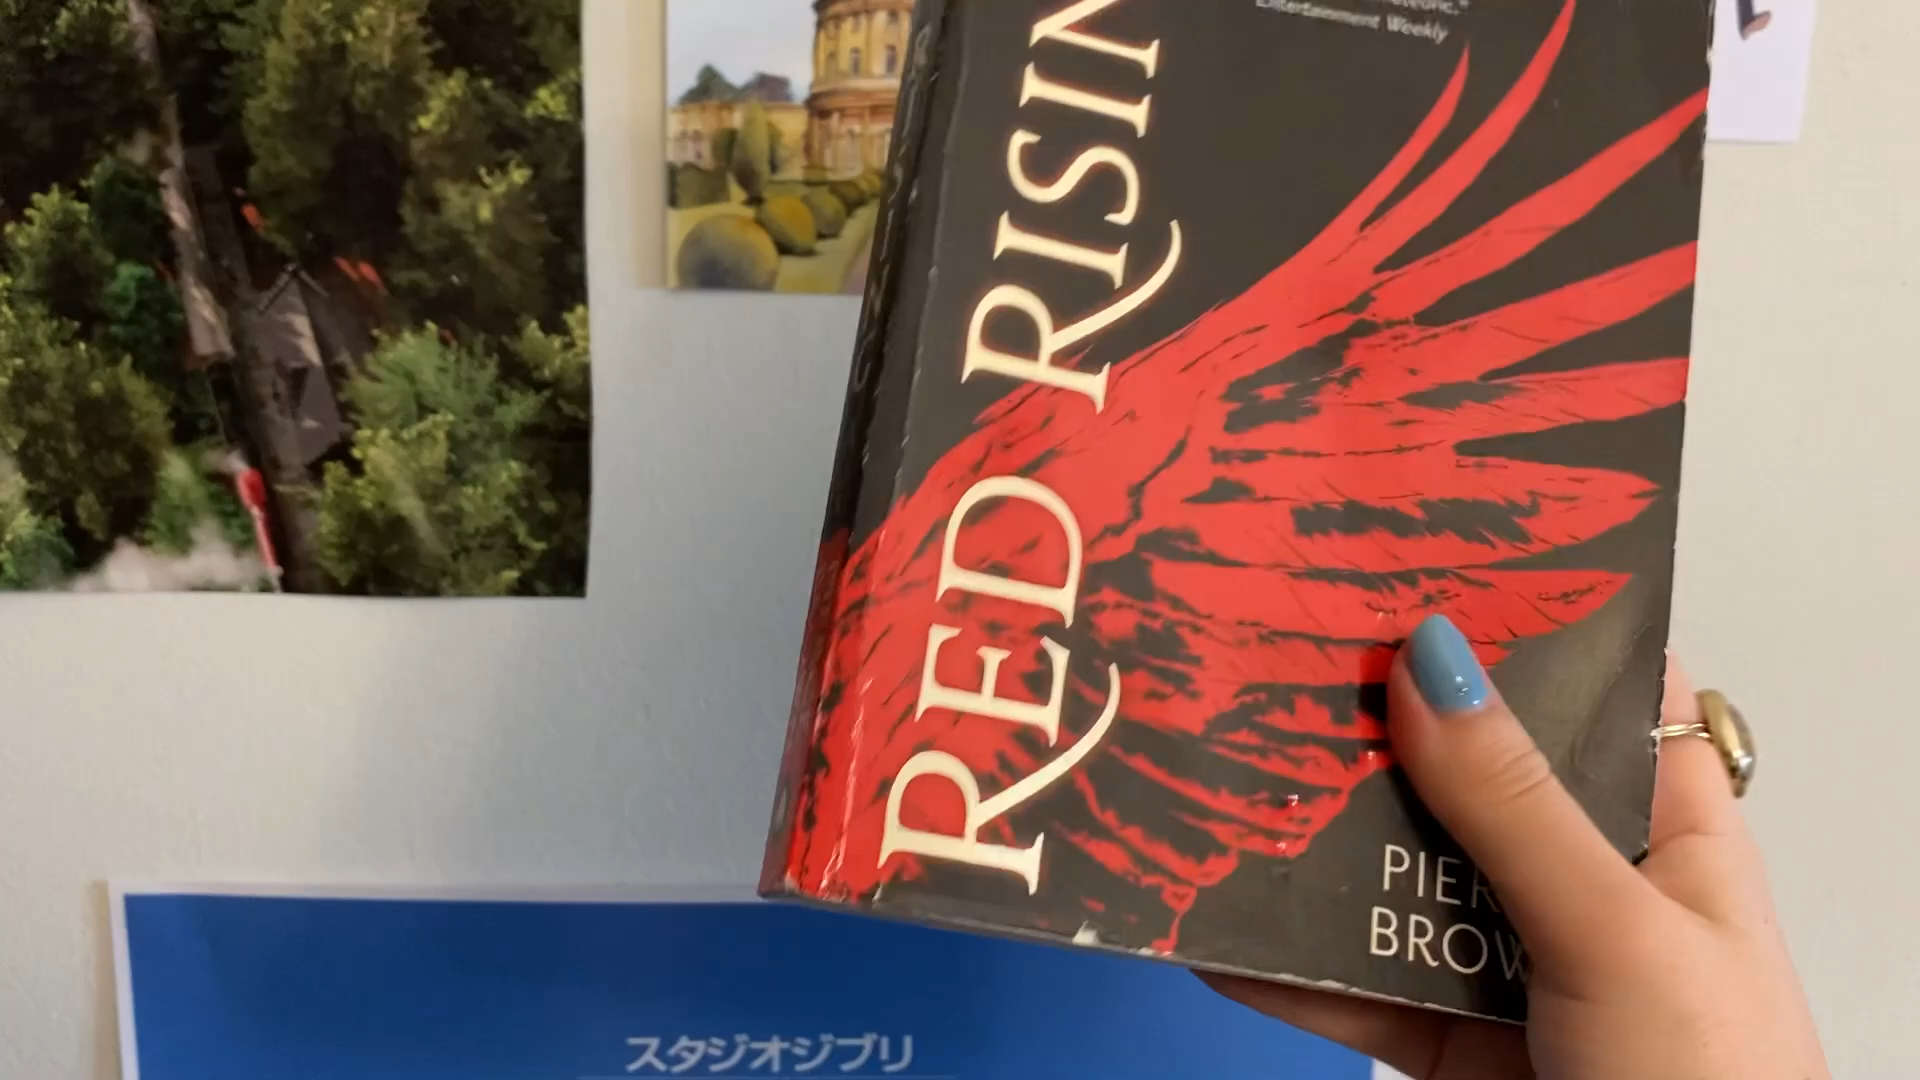 Entertainment Weekly
RED RISIN
PIER
BROW
スタジオジブリ